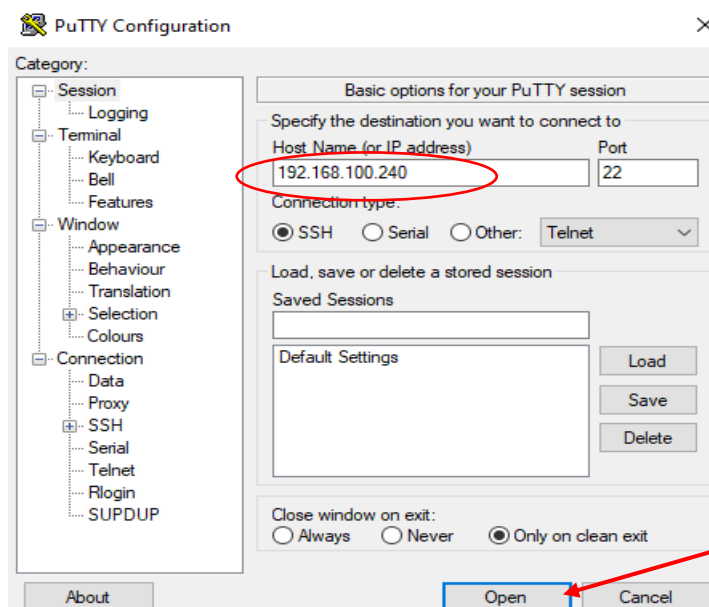 PuTTY Configuration
Category:
Session
Logging
Terminal
Keyboard
Bell
Features
Window
Appearance
Behaviour
Translation
Selection
Colours
Connection
Data
Proxy
SSH
Serial
Telnet
Rlogin
SUPDUP
Basic options for your PuTTY session
Specify the destination you want to connect to
Host Name (or IP address) Port
192.168.100.240 22
Connection type:
SSH Serial Other: Telnet
Load, save or delete a stored session
Saved Sessions
Default Settings
Load
Save
Delete
Close window on exit:
Always Never Only on clean exit
About Open Cancel